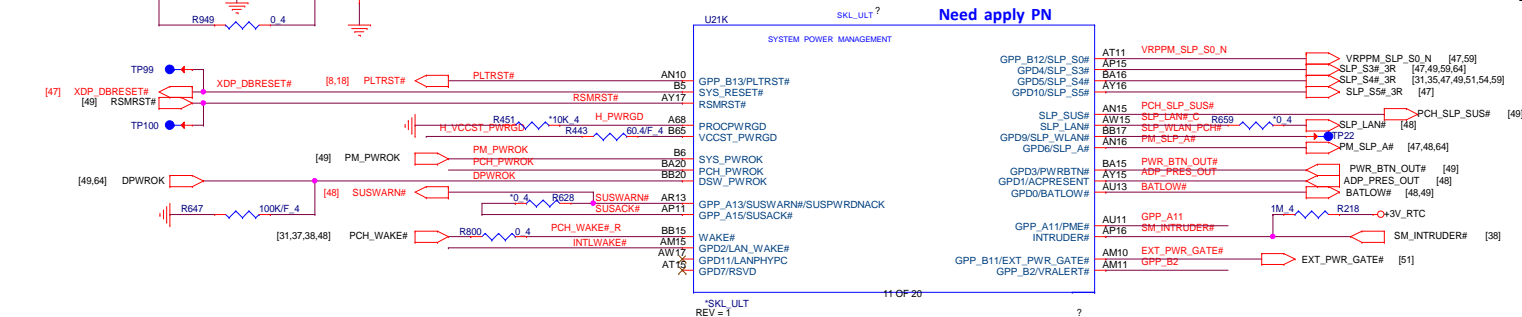 R949 0_4
SKL_ULT ?
Need apply PN
U21K
SYSTEM POWER MANAGEMENT
TP99
XDP_DBRESET#
[8,18] PLTRST# PLTRST# AN10 GPP_B13/PLTRST#
[47] XDP_DBRESET# B5 SYS_RESET#
[49] RSMRST# RSMRST# AY17 RSMRST#
TP100
R451 *10K_4 H_PWRGD A68 PROCPWRGD
H_VCCST_PWRGD R443 60.4/F_4 B65 VCCST_PWRGD
[49] PM_PWROK PM_PWROK B6 SYS_PWROK
PCH_PWROK BA20 PCH_PWROK
[49,64] DPWROK DPWROK BB20 DSW_PWROK
[48] SUSWARN# *0_4 R628 SUSWARN# AR13 GPP_A13/SUSWARN#/SUSPWRDNACK
SUSACK# AP11 GPP_A15/SUSACK#
R647 100K/F_4
[31,37,38,48] PCH_WAKE# R800 0_4 PCH_WAKE#_R BB15 WAKE#
INTLWAKE# AM15 GPD2/LAN_WAKE#
AW17 GPD11/LANPHYPC
AT15 GPD7/RSVD
GPP_B12/SLP_S0# AT11 VRPPM_SLP_S0_N VRPPM_SLP_S0_N [47,59]
GPD4/SLP_S3# AP15 SLP_S3#_3R [47,49,59,64]
GPD5/SLP_S4# BA16 SLP_S4#_3R [31,35,47,49,51,54,59]
GPD10/SLP_S5# AY16 SLP_S5#_3R [47]
SLP_SUS# AN15 PCH_SLP_SUS# PCH_SLP_SUS# [49]
SLP_LAN# AW15 SLP_LAN#_C R659 *0_4 SLP_LAN# [48]
GPD9/SLP_WLAN# BB17 SLP_WLAN_PCH# TP22
GPD6/SLP_A# AN16 PM_SLP_A# PM_SLP_A# [47,48,64]
GPD3/PWRBTN# BA15 PWR_BTN_OUT# PWR_BTN_OUT# [49]
GPD1/ACPRESENT AY15 ADP_PRES_OUT ADP_PRES_OUT [48]
GPD0/BATLOW# AU13 BATLOW# BATLOW# [48,49]
1M_4 R218 +3V_RTC
GPP_A11/PME# AU11 GPP_A11
INTRUDER# AP16 SM_INTRUDER# SM_INTRUDER# [38]
GPP_B11/EXT_PWR_GATE# AM10 EXT_PWR_GATE# EXT_PWR_GATE# [51]
GPP_B2/VRALERT# AM11 GPP_B2
11 OF 20
*SKL_ULT
REV = 1 ?